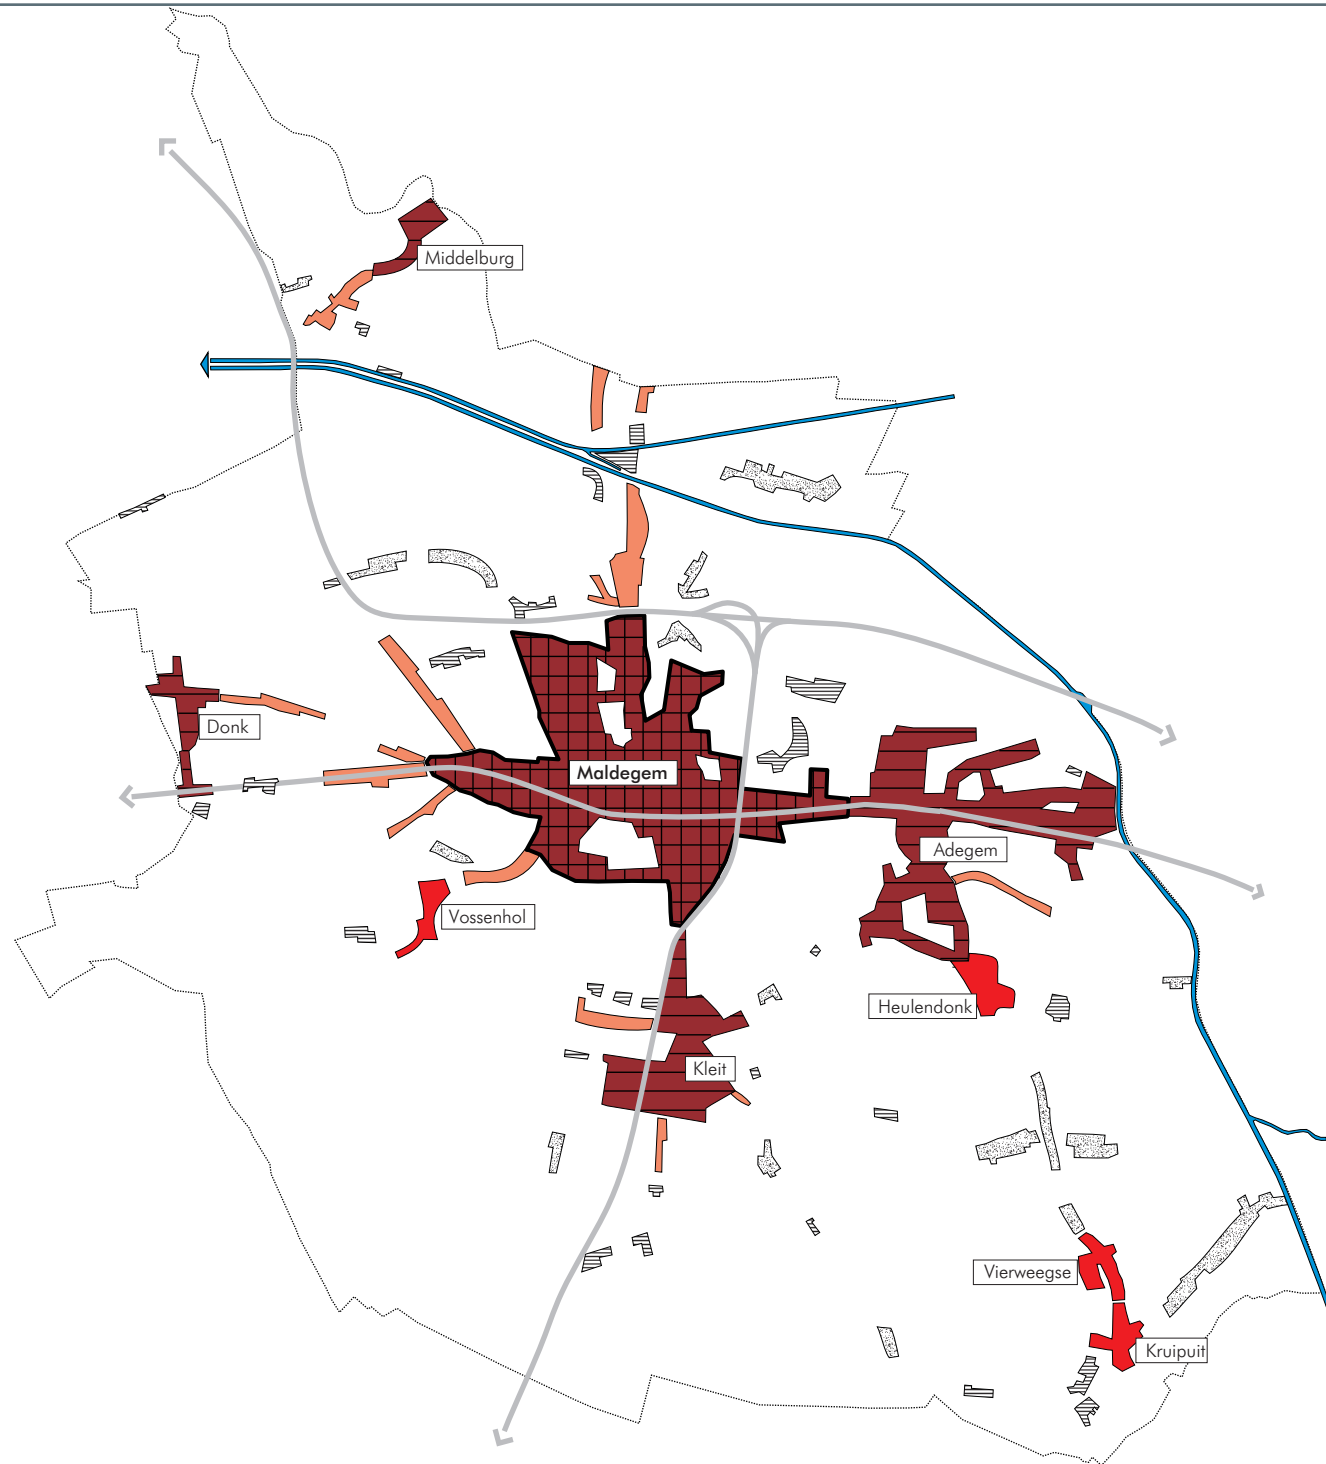 Middelburg
Donk
Maldegem
Adegem
Vossenhol
Heulendonk
Kleit
Vierweegse
Kruipuit